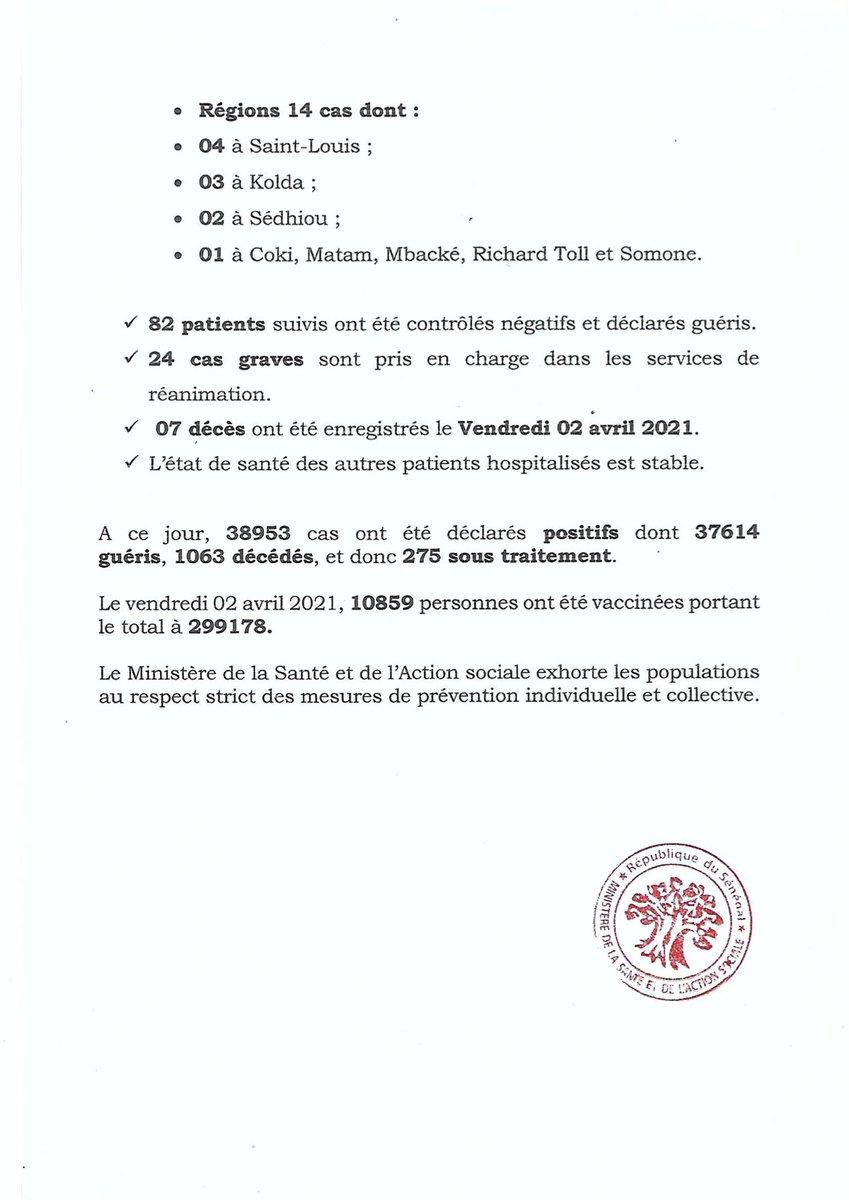 • Régions 14 cas dont :
• 04 à Saint-Louis ;
• 03 à Kolda ;
• 02 à Sédhiou ;
• 01 à Coki, Matam, Mbacké, Richard Toll et Somone.
✓ 82 patients suivis ont été contrôlés négatifs et déclarés guéris.
✓ 24 cas graves sont pris en charge dans les services de
réanimation.
✓ 07 décès ont été enregistrés le Vendredi 02 avril 2021.
✓ L'état de santé des autres patients hospitalisés est stable.
A ce jour, 38953 cas ont été déclarés positifs dont 37614
guéris, 1063 décédés, et donc 275 sous traitement.
Le vendredi 02 avril 2021, 10859 personnes ont été vaccinées portant
le total à 299178.
Le Ministère de la Santé et de l'Action sociale exhorte les populations
au respect strict des mesures de prévention individuelle et collective.
★ République du Sénégal ★
MINISTERE DE LA SANTE ET DE L'ACTION SOCIALE